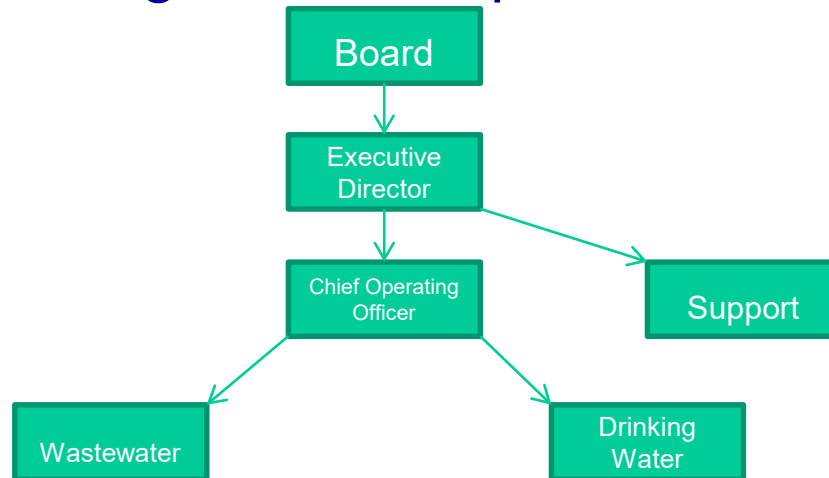 Board
Executive
Director
Chief Operating
Officer
Support
Wastewater
Drinking
Water